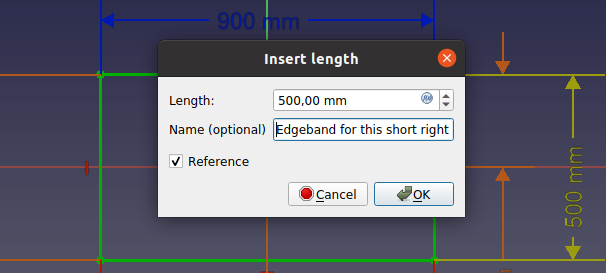 900 mm
Insert length
Length: 500,00 mm
Name (optional) Edgeband for this short right
Reference
Cancel OK
500 mm